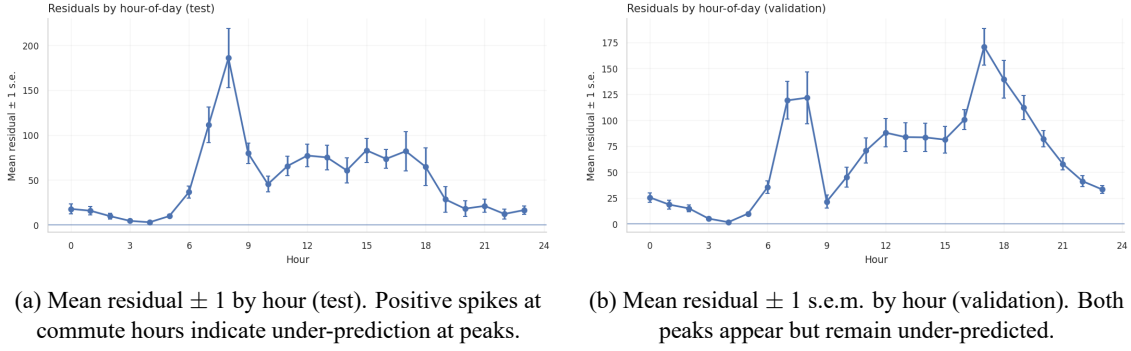 Residuals by hour-of-day (test)
Mean residual ± 1 s.e.
200
150
100
50
0
0 3 6 9 12 15 18 21 24
Hour
(a) Mean residual ± 1 by hour (test). Positive spikes at
commute hours indicate under-prediction at peaks.
Residuals by hour-of-day (validation)
Mean residual ± 1 s.e.
175
150
125
100
75
50
25
0
0 3 6 9 12 15 18 21 24
Hour
(b) Mean residual ± 1 s.e.m. by hour (validation). Both
peaks appear but remain under-predicted.